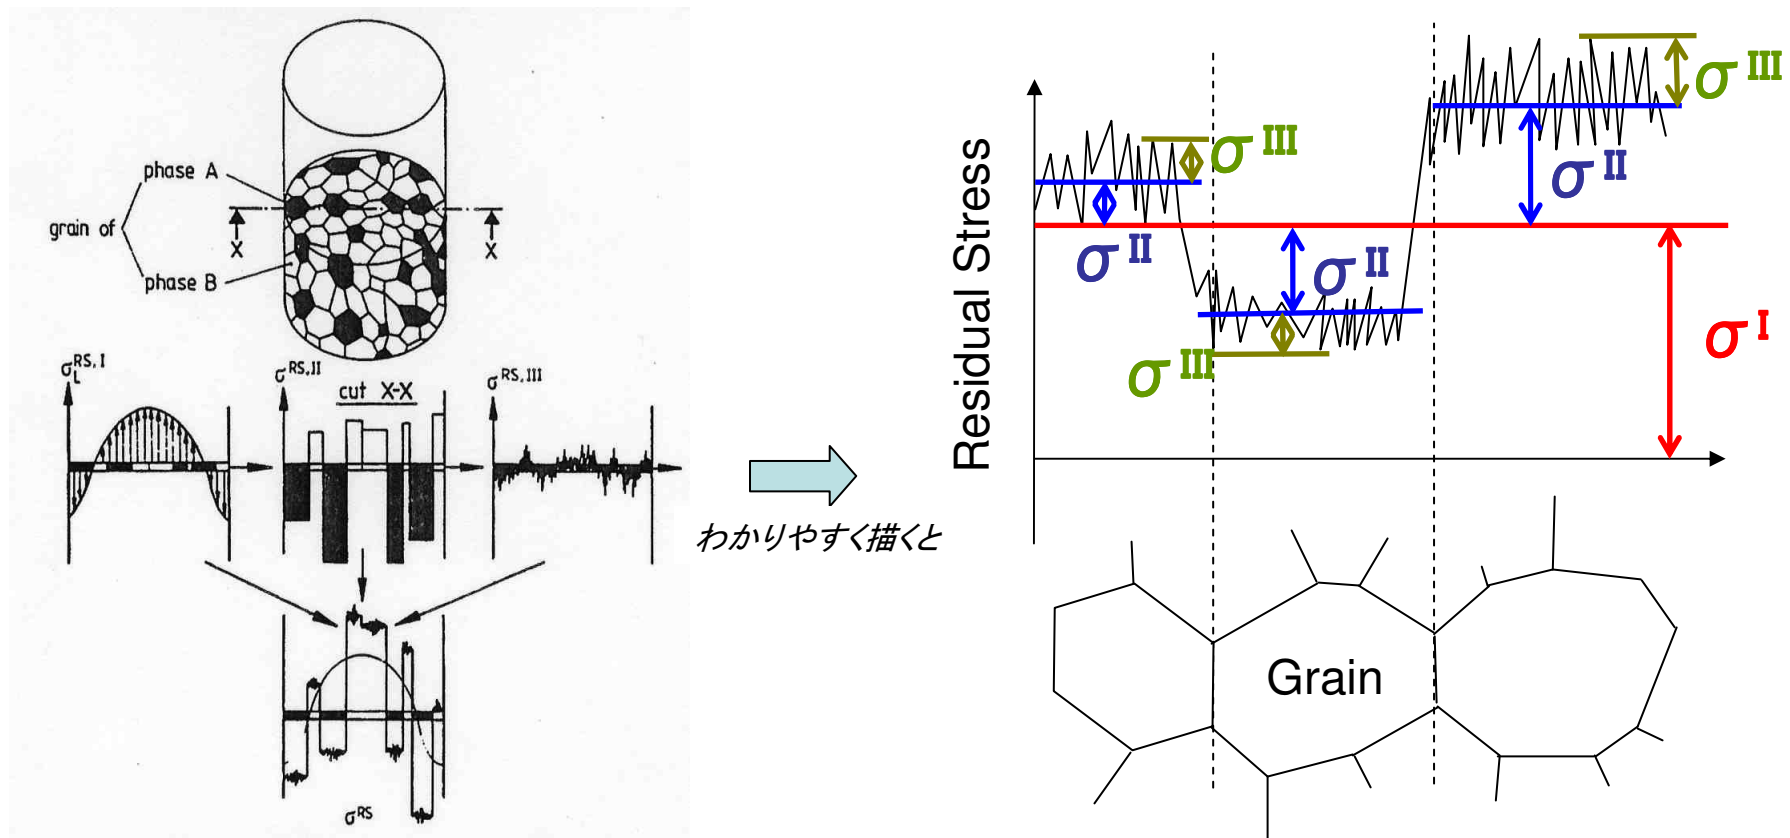 phase A
grain of
phase B
X
X
σ_L^RS,I
σ^RS,II
cut X-X
σ^RS,III
σ^RS
わかりやすく描くと
Residual Stress
σ^III
σ^II
σ^II
σ^III
σ^II
σ^III
σ^I
Grain